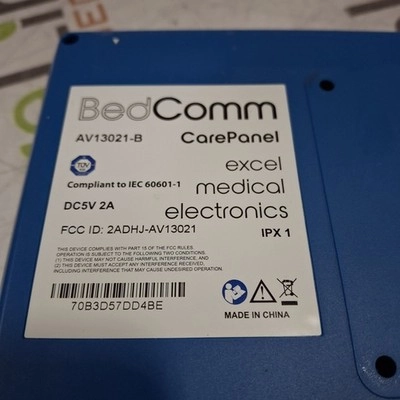 BedComm
AV13021-B CarePanel
TÜV
excel
Compliant to IEC 60601-1 medical
DC5V 2A electronics
FCC ID: 2ADHJ-AV13021 IPX 1
THIS DEVICE COMPLIES WITH PART 15 OF THE FCC RULES.
OPERATION IS SUBJECT TO THE FOLLOWING TWO CONDITIONS.
(1) THIS DEVICE MAY NOT CAUSE HARMFUL INTERFERENCE, AND
(2) THIS DEVICE MUST ACCEPT ANY INTERFERENCE RECEIVED,
INCLUDING INTERFERENCE THAT MAY CAUSE UNDESIRED OPERATION.
70B3D57DD4BE
MADE IN CHINA